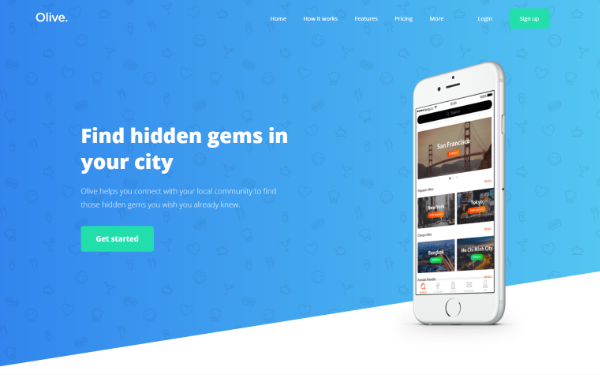 Olive.
Home How it works Features Pricing More Login Sign up
Find hidden gems in
your city
Olive helps you connect with your local community to find
those hidden gems you wish you already knew.
Get started
San Francisco
New York Tokyo
Bangkok Ho Chi Minh City